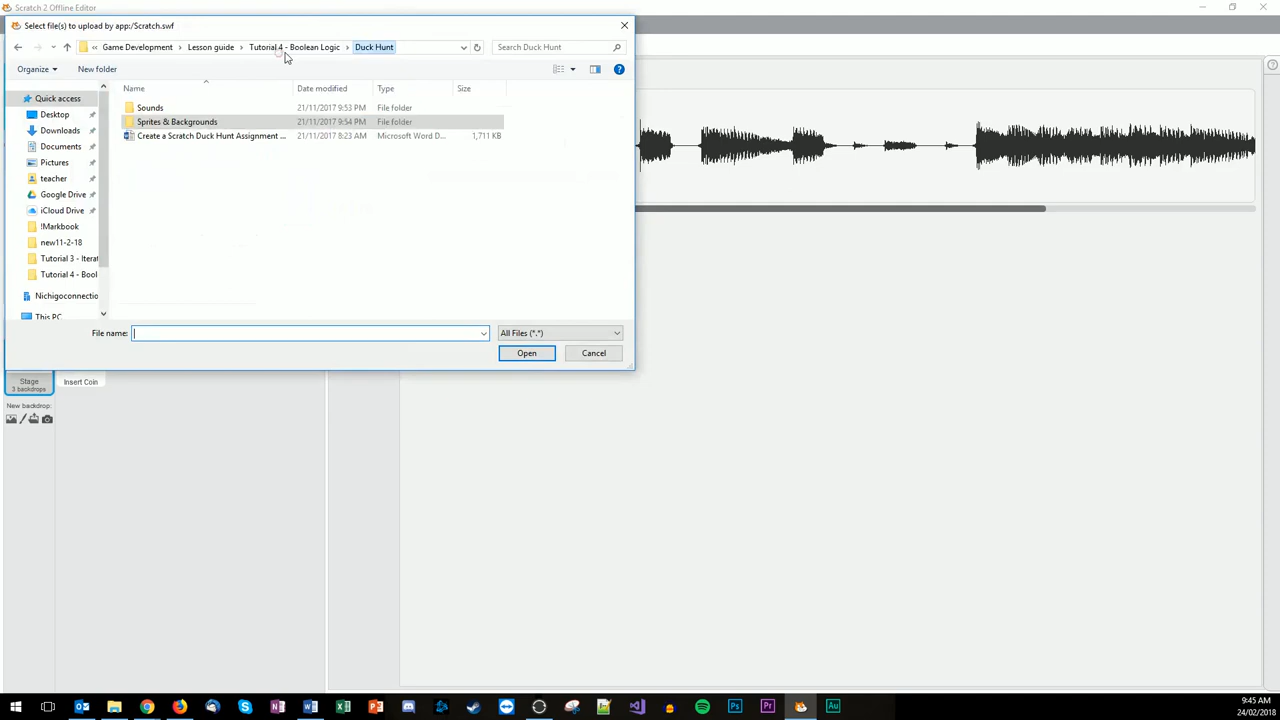 Scratch 2 Offline Editor
Select file(s) to upload by app:/Scratch.swf
Game Development
Lesson guide
Tutorial 4 - Boolean Logic
Duck Hunt
Search Duck Hunt
Organize
New folder
Name
Date modified
Type
Size
Quick access
Desktop
Downloads
Documents
Pictures
teacher
Google Drive
iCloud Drive
!Markbook
new11-2-18
Tutorial 3 - Itera
Tutorial 4 - Bool
Nichigoconnectio
This PC
Sounds 21/11/2017 9:53 PM File folder
Sprites & Backgrounds 21/11/2017 9:54 PM File folder
Create a Scratch Duck Hunt Assignment ... 21/11/2017 8:23 AM Microsoft Word D... 1,711 KB
File name:
All Files (*.*)
Open
Cancel
Stage
3 backdrops
Insert Coin
New backdrop:
9:45 AM
24/02/2018